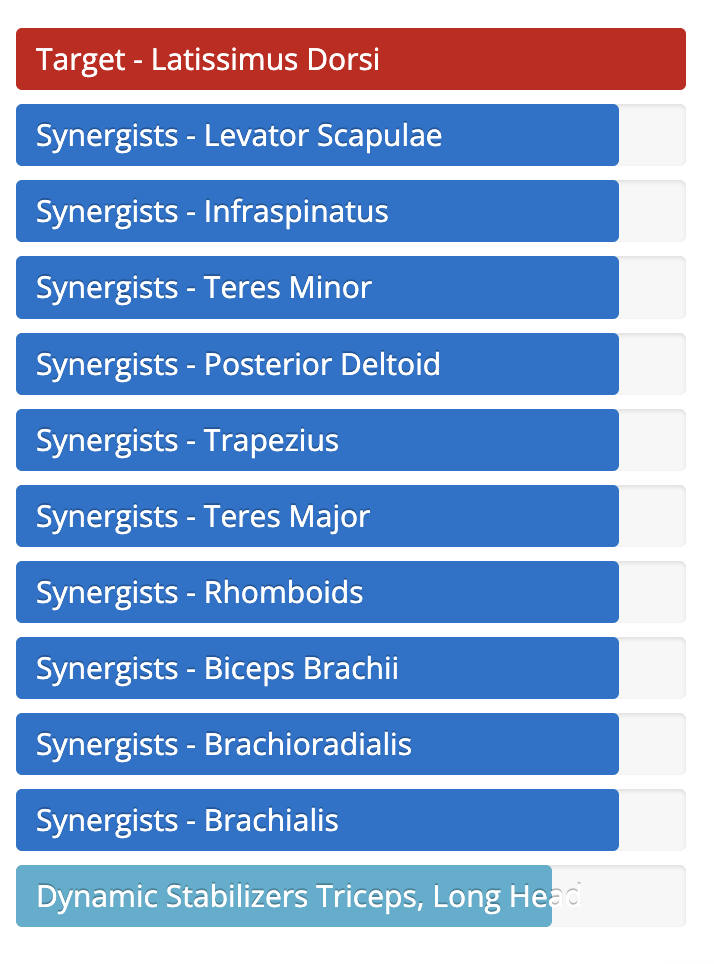 Target - Latissimus Dorsi
Synergists - Levator Scapulae
Synergists - Infraspinatus
Synergists - Teres Minor
Synergists - Posterior Deltoid
Synergists - Trapezius
Synergists - Teres Major
Synergists - Rhomboids
Synergists - Biceps Brachii
Synergists - Brachioradialis
Synergists - Brachialis
Dynamic Stabilizers Triceps, Long Head